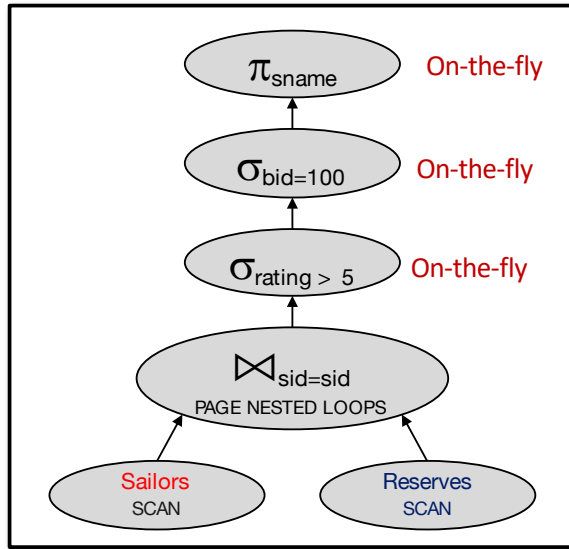 πsname On-the-fly
σbid=100 On-the-fly
σrating > 5 On-the-fly
⋈sid=sid
PAGE NESTED LOOPS
Sailors Reserves
SCAN SCAN